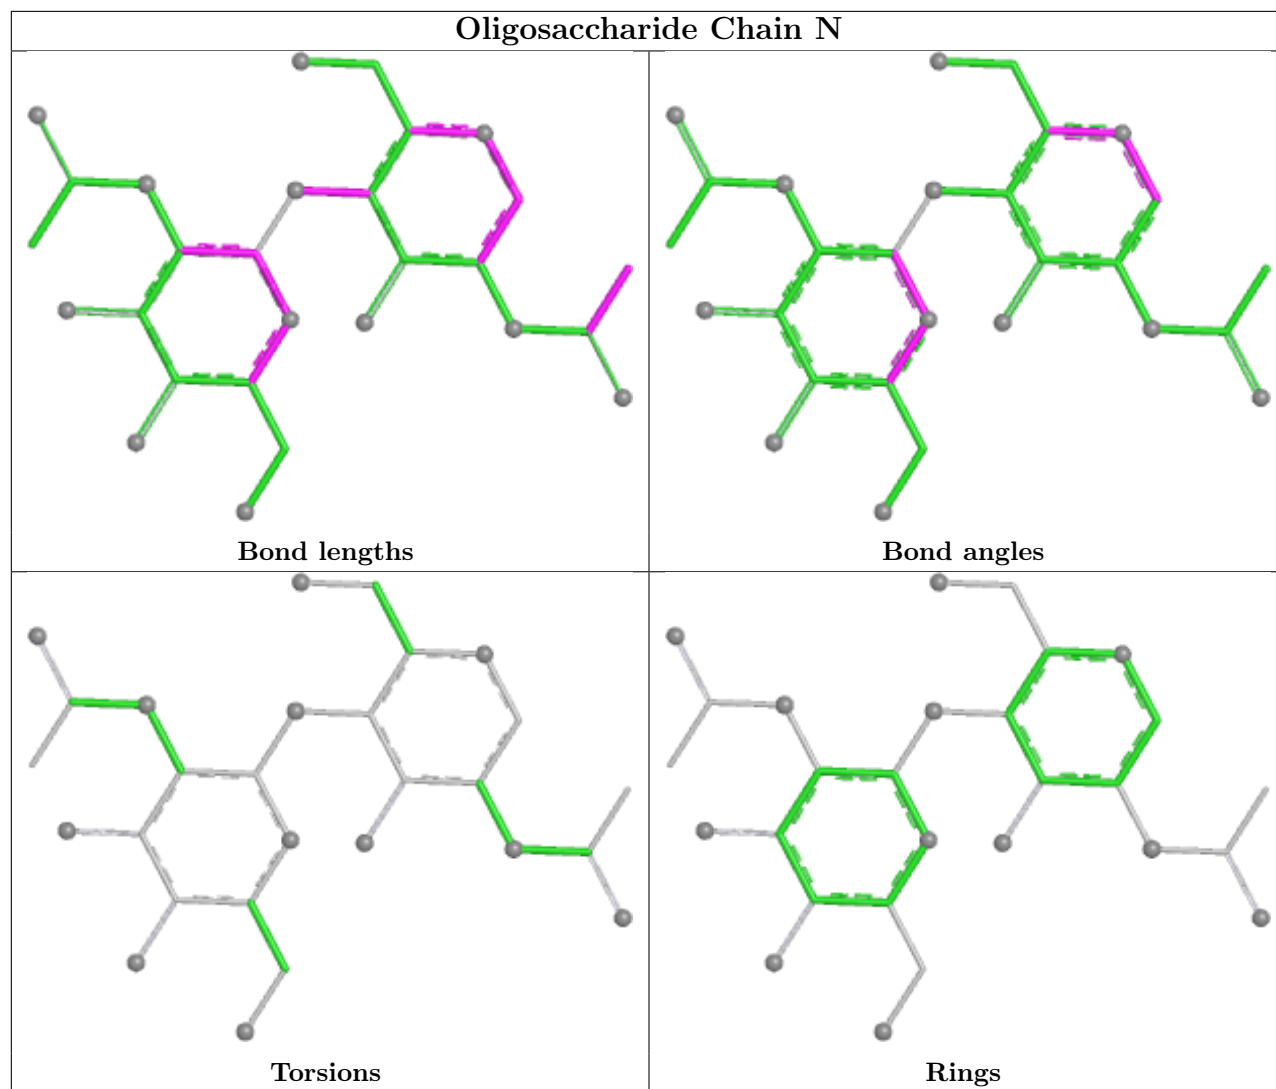 Oligosaccharide Chain N
Bond lengths
Bond angles
Torsions
Rings